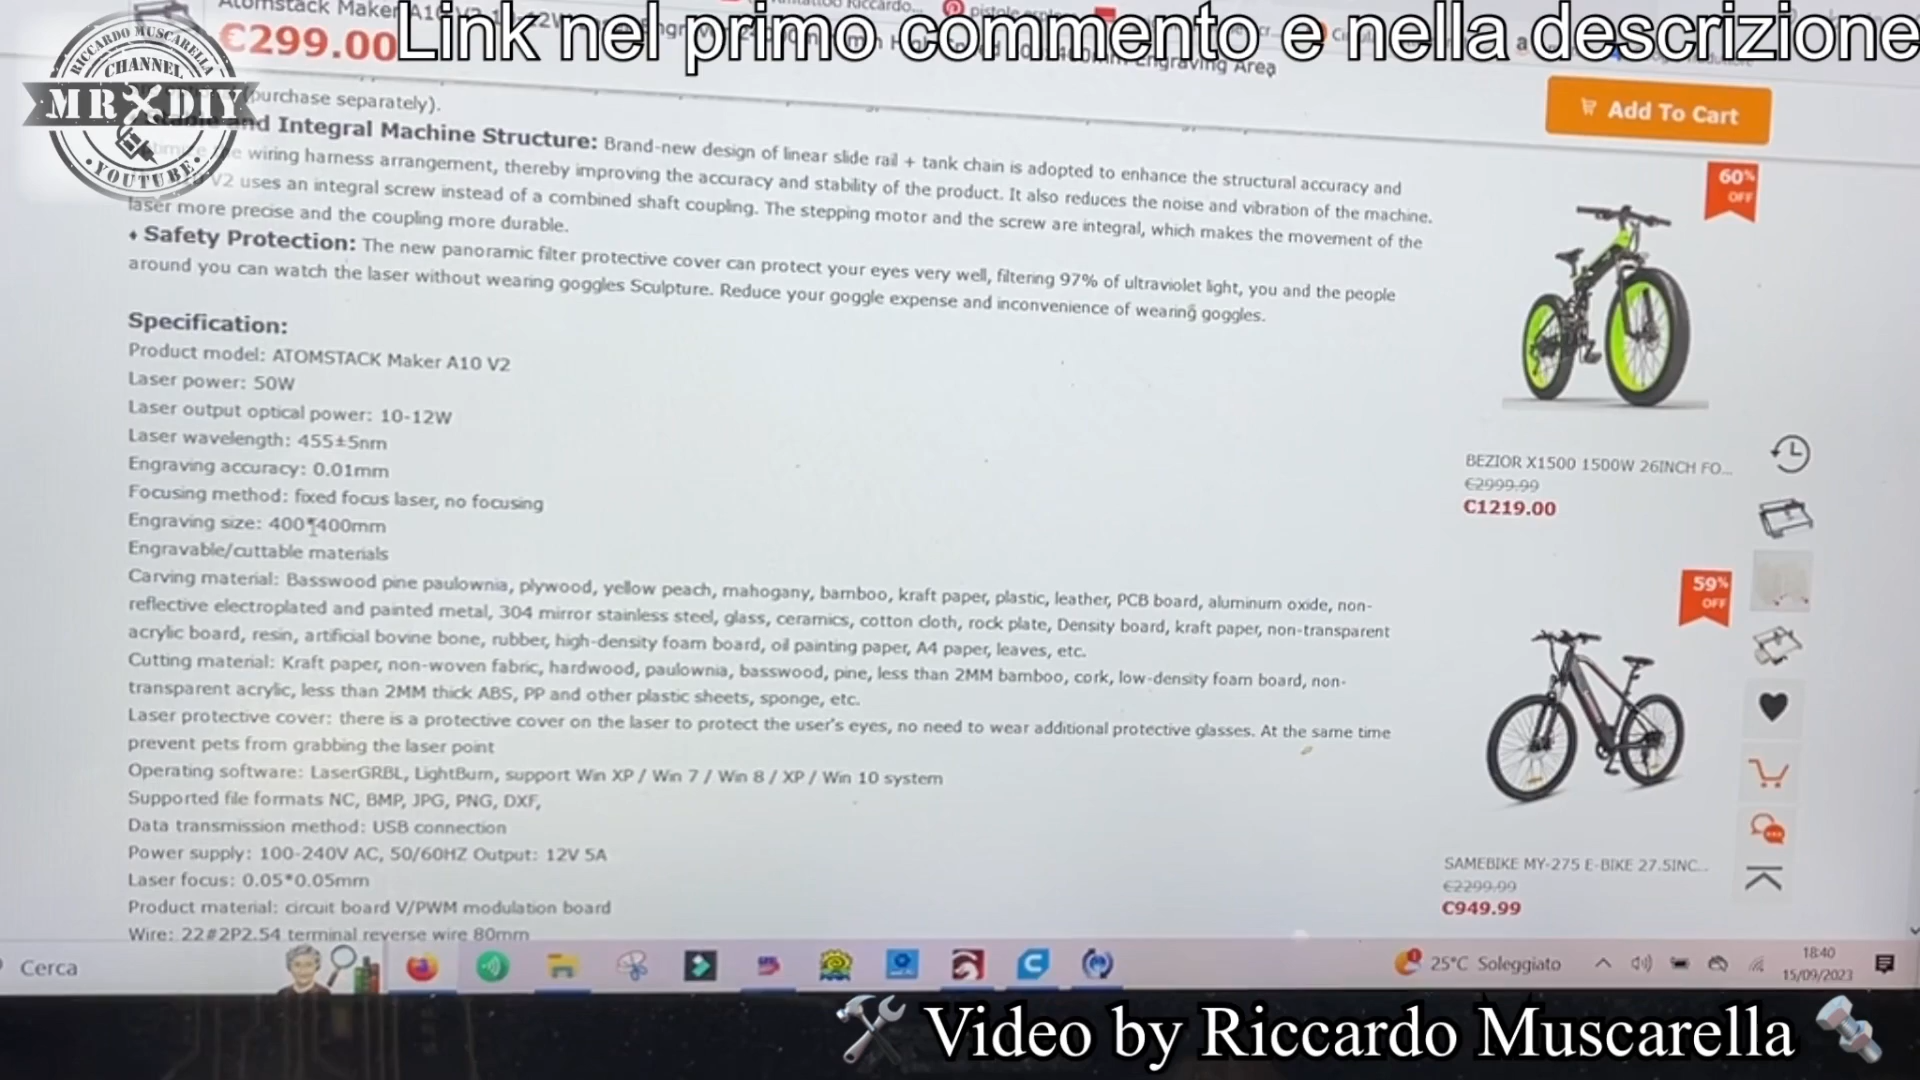 Atomstack Maker A10 V2
Link nel primo commento e nella descrizione
€299.00
Engraving Area
RICCARDO MUSCARELLA
CHANNEL
MR DIY
YOUTUBE
Add To Cart
(purchase separately).
and Integral Machine Structure: Brand-new design of linear slide rail + tank chain is adopted to enhance the structural accuracy and
wiring harness arrangement, thereby improving the accuracy and stability of the product. It also reduces the noise and vibration of the machine.
V2 uses an integral screw instead of a combined shaft coupling. The stepping motor and the screw are integral, which makes the movement of the
laser more precise and the coupling more durable.
♦ Safety Protection: The new panoramic filter protective cover can protect your eyes very well, filtering 97% of ultraviolet light, you and the people
around you can watch the laser without wearing goggles Sculpture. Reduce your goggle expense and inconvenience of wearing goggles.
Specification:
Product model: ATOMSTACK Maker A10 V2
Laser power: 50W
Laser output optical power: 10-12W
Laser wavelength: 455±5nm
Engraving accuracy: 0.01mm
Focusing method: fixed focus laser, no focusing
Engraving size: 400*400mm
Engravable/cuttable materials
Carving material: Basswood pine paulownia, plywood, yellow peach, mahogany, bamboo, kraft paper, plastic, leather, PCB board, aluminum oxide, non-
reflective electroplated and painted metal, 304 mirror stainless steel, glass, ceramics, cotton cloth, rock plate, Density board, kraft paper, non-transparent
acrylic board, resin, artificial bovine bone, rubber, high-density foam board, oil painting paper, A4 paper, leaves, etc.
Cutting material: Kraft paper, non-woven fabric, hardwood, paulownia, basswood, pine, less than 2MM bamboo, cork, low-density foam board, non-
transparent acrylic, less than 2MM thick ABS, PP and other plastic sheets, sponge, etc.
Laser protective cover: there is a protective cover on the laser to protect the user's eyes, no need to wear additional protective glasses. At the same time
prevent pets from grabbing the laser point
Operating software: LaserGRBL, LightBurn, support Win XP / Win 7 / Win 8 / XP / Win 10 system
Supported file formats NC, BMP, JPG, PNG, DXF,
Data transmission method: USB connection
Power supply: 100-240V AC, 50/60HZ Output: 12V 5A
Laser focus: 0.05*0.05mm
Product material: circuit board V/PWM modulation board
Wire: 22#2P2.54 terminal reverse wire 80mm
60%
OFF
BEZIOR X1500 1500W 26INCH FO...
€2999.99
€1219.00
59%
OFF
SAMEBIKE MY-275 E-BIKE 27.5INC...
€2299.99
€949.99
Cerca
25°C Soleggiato
18:40
15/09/2023
Video by Riccardo Muscarella